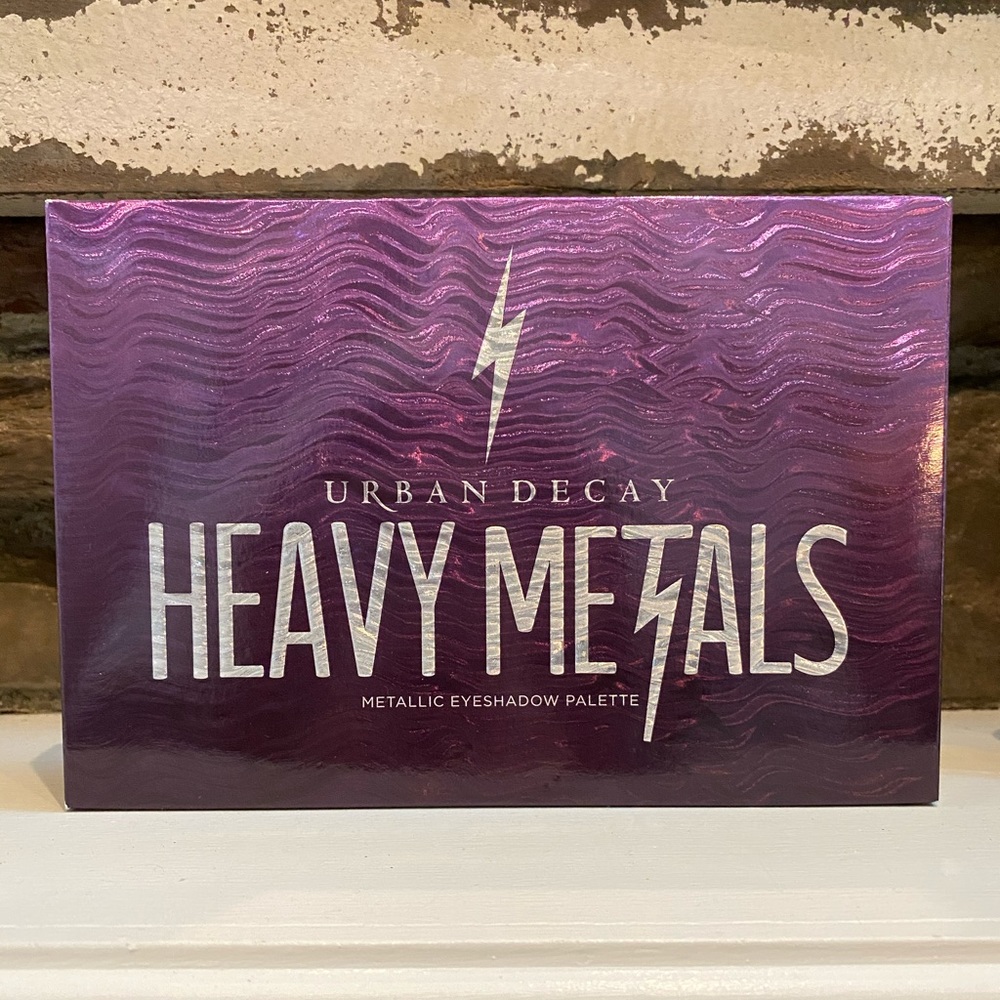 URBAN DECAY
HEAVY METALS
METALLIC EYESHADOW PALETTE